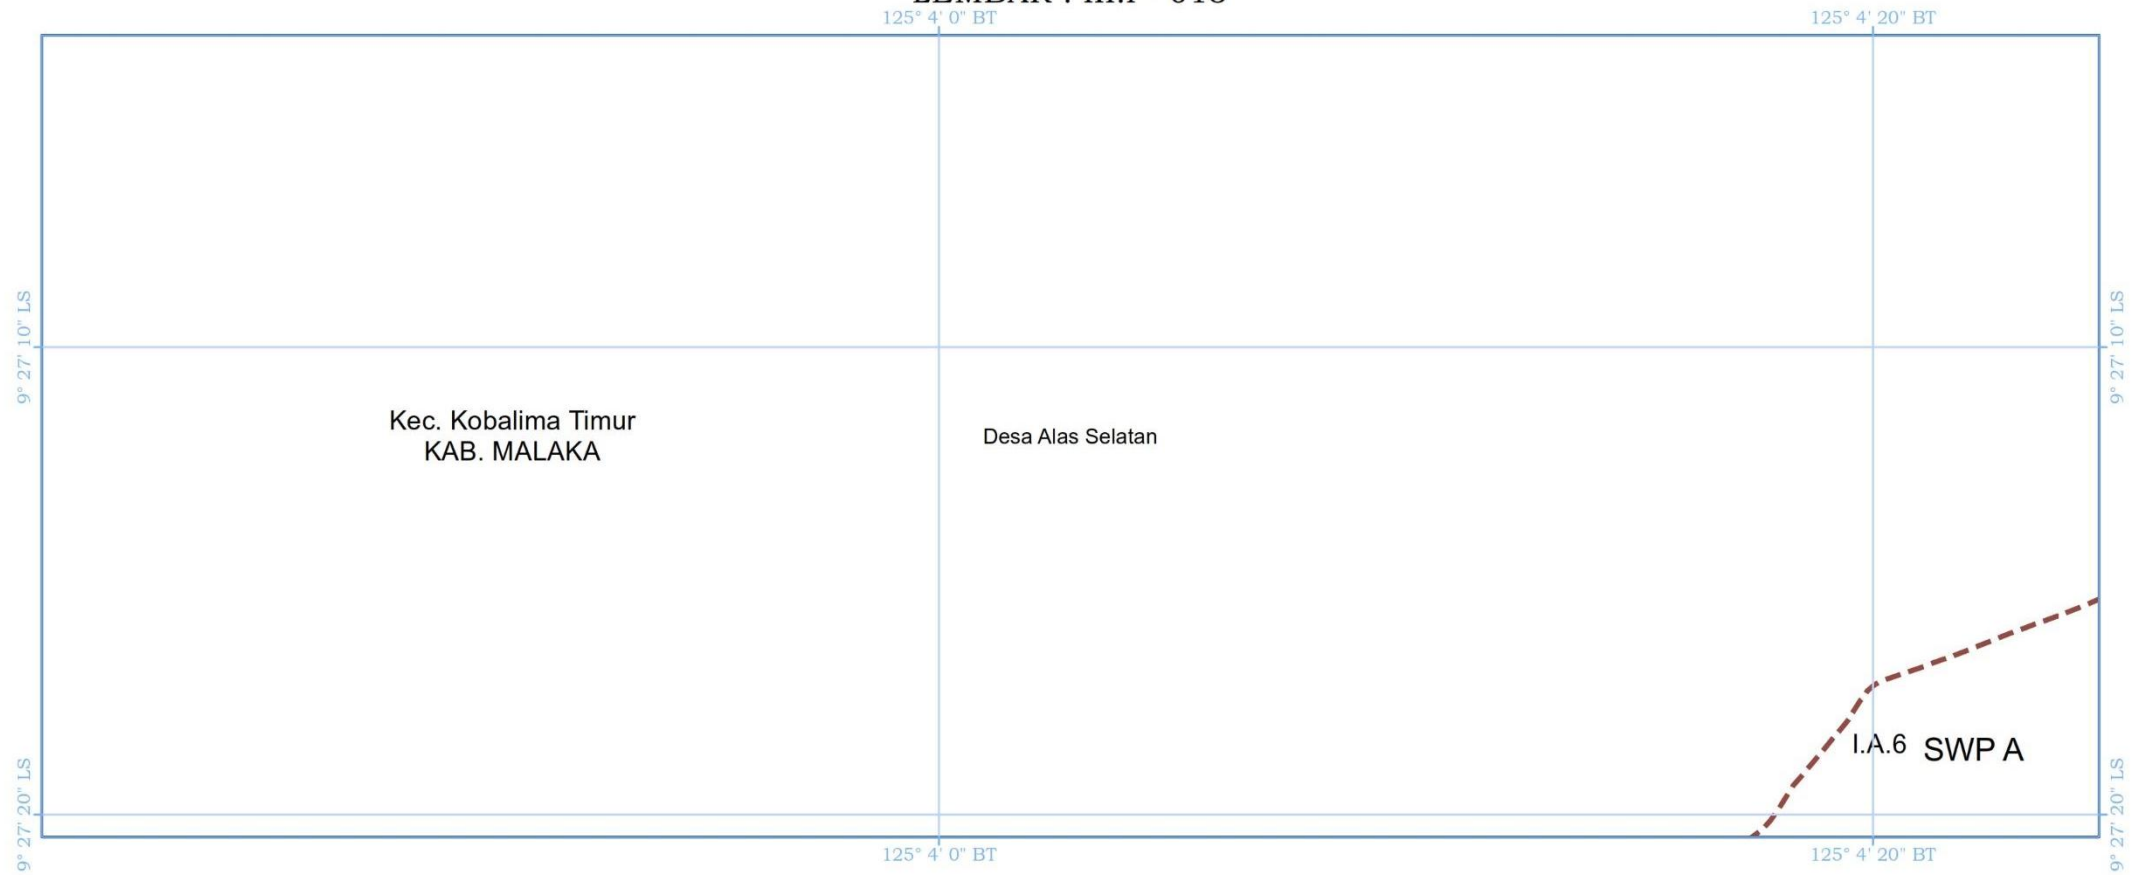 125° 4' 0" BT
125° 4' 20" BT
9° 27' 10" LS
9° 27' 10" LS
Kec. Kobalima Timur
KAB. MALAKA
Desa Alas Selatan
I.A.6 SWP A
9° 27' 20" LS
9° 27' 20" LS
125° 4' 0" BT
125° 4' 20" BT